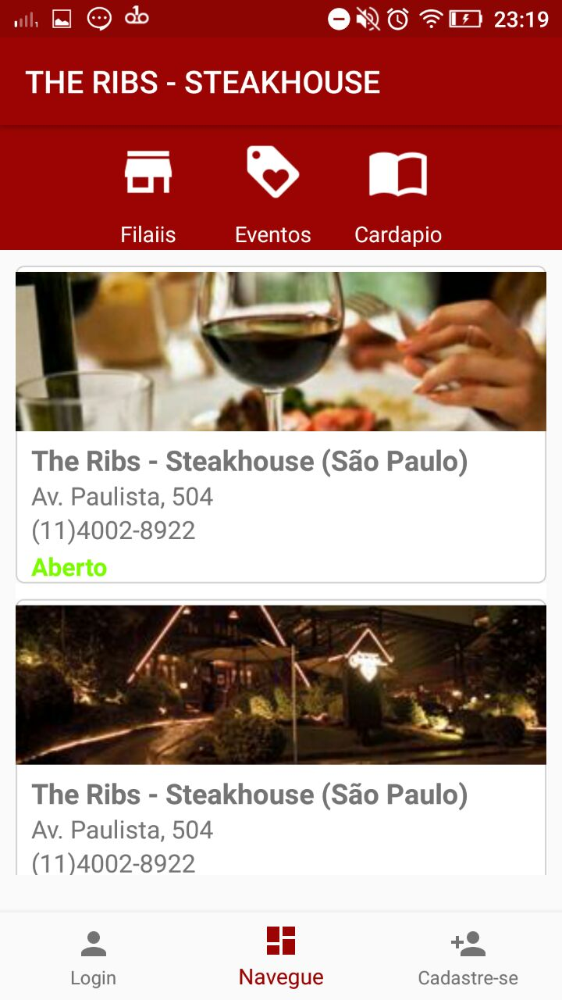 23:19
THE RIBS - STEAKHOUSE
Filaiis Eventos Cardapio
The Ribs - Steakhouse (São Paulo)
Av. Paulista, 504
(11)4002-8922
Aberto
The Ribs - Steakhouse (São Paulo)
Av. Paulista, 504
(11)4002-8922
Login Navegue Cadastre-se